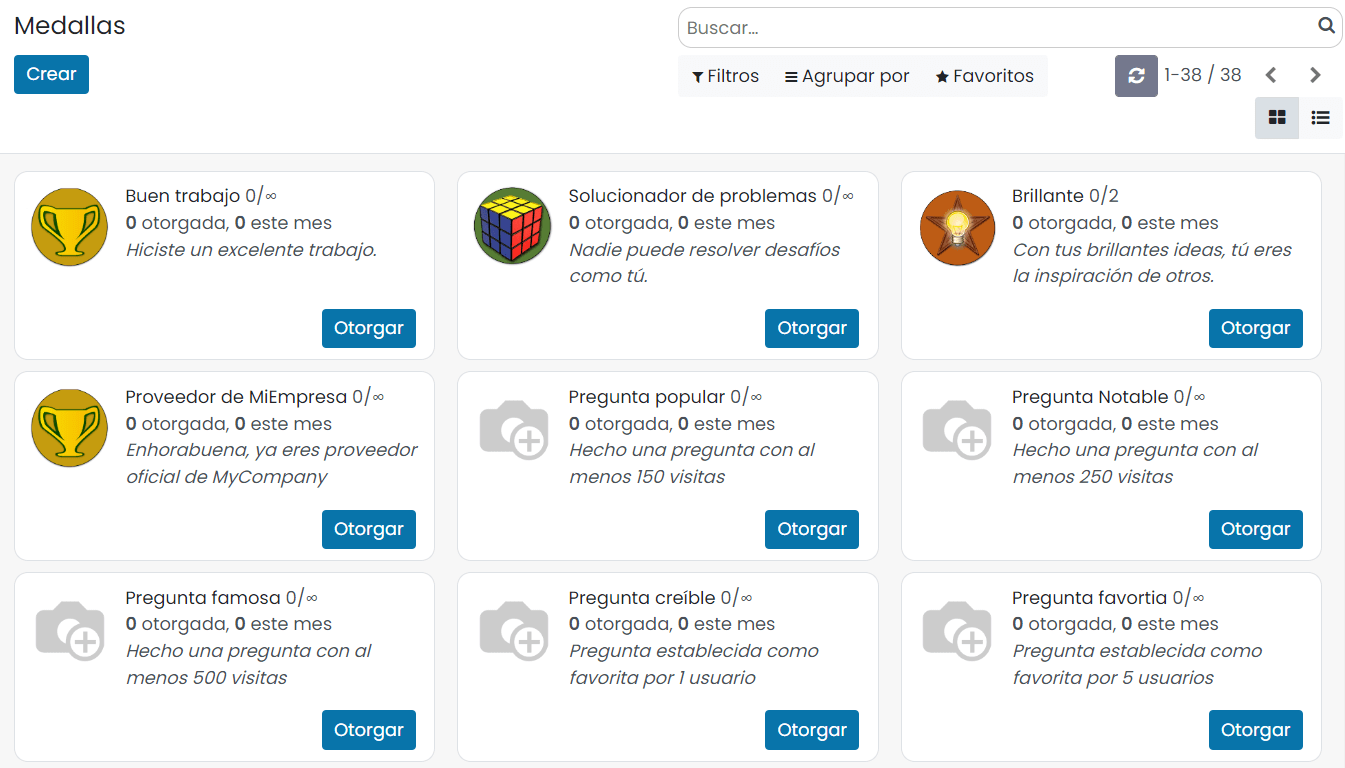 Medallas
Buscar...
Crear
Filtros
Agrupar por
Favoritos
1-38 / 38
Buen trabajo 0/∞
0 otorgada, 0 este mes
Hiciste un excelente trabajo.
Otorgar
Solucionador de problemas 0/∞
0 otorgada, 0 este mes
Nadie puede resolver desafíos
como tú.
Otorgar
Brillante 0/2
0 otorgada, 0 este mes
Con tus brillantes ideas, tú eres
la inspiración de otros.
Otorgar
Proveedor de MiEmpresa 0/∞
0 otorgada, 0 este mes
Enhorabuena, ya eres proveedor
oficial de MyCompany
Otorgar
Pregunta popular 0/∞
0 otorgada, 0 este mes
Hecho una pregunta con al
menos 150 visitas
Otorgar
Pregunta Notable 0/∞
0 otorgada, 0 este mes
Hecho una pregunta con al
menos 250 visitas
Otorgar
Pregunta famosa 0/∞
0 otorgada, 0 este mes
Hecho una pregunta con al
menos 500 visitas
Otorgar
Pregunta creíble 0/∞
0 otorgada, 0 este mes
Pregunta establecida como
favorita por 1 usuario
Otorgar
Pregunta favortia 0/∞
0 otorgada, 0 este mes
Pregunta establecida como
favorita por 5 usuarios
Otorgar